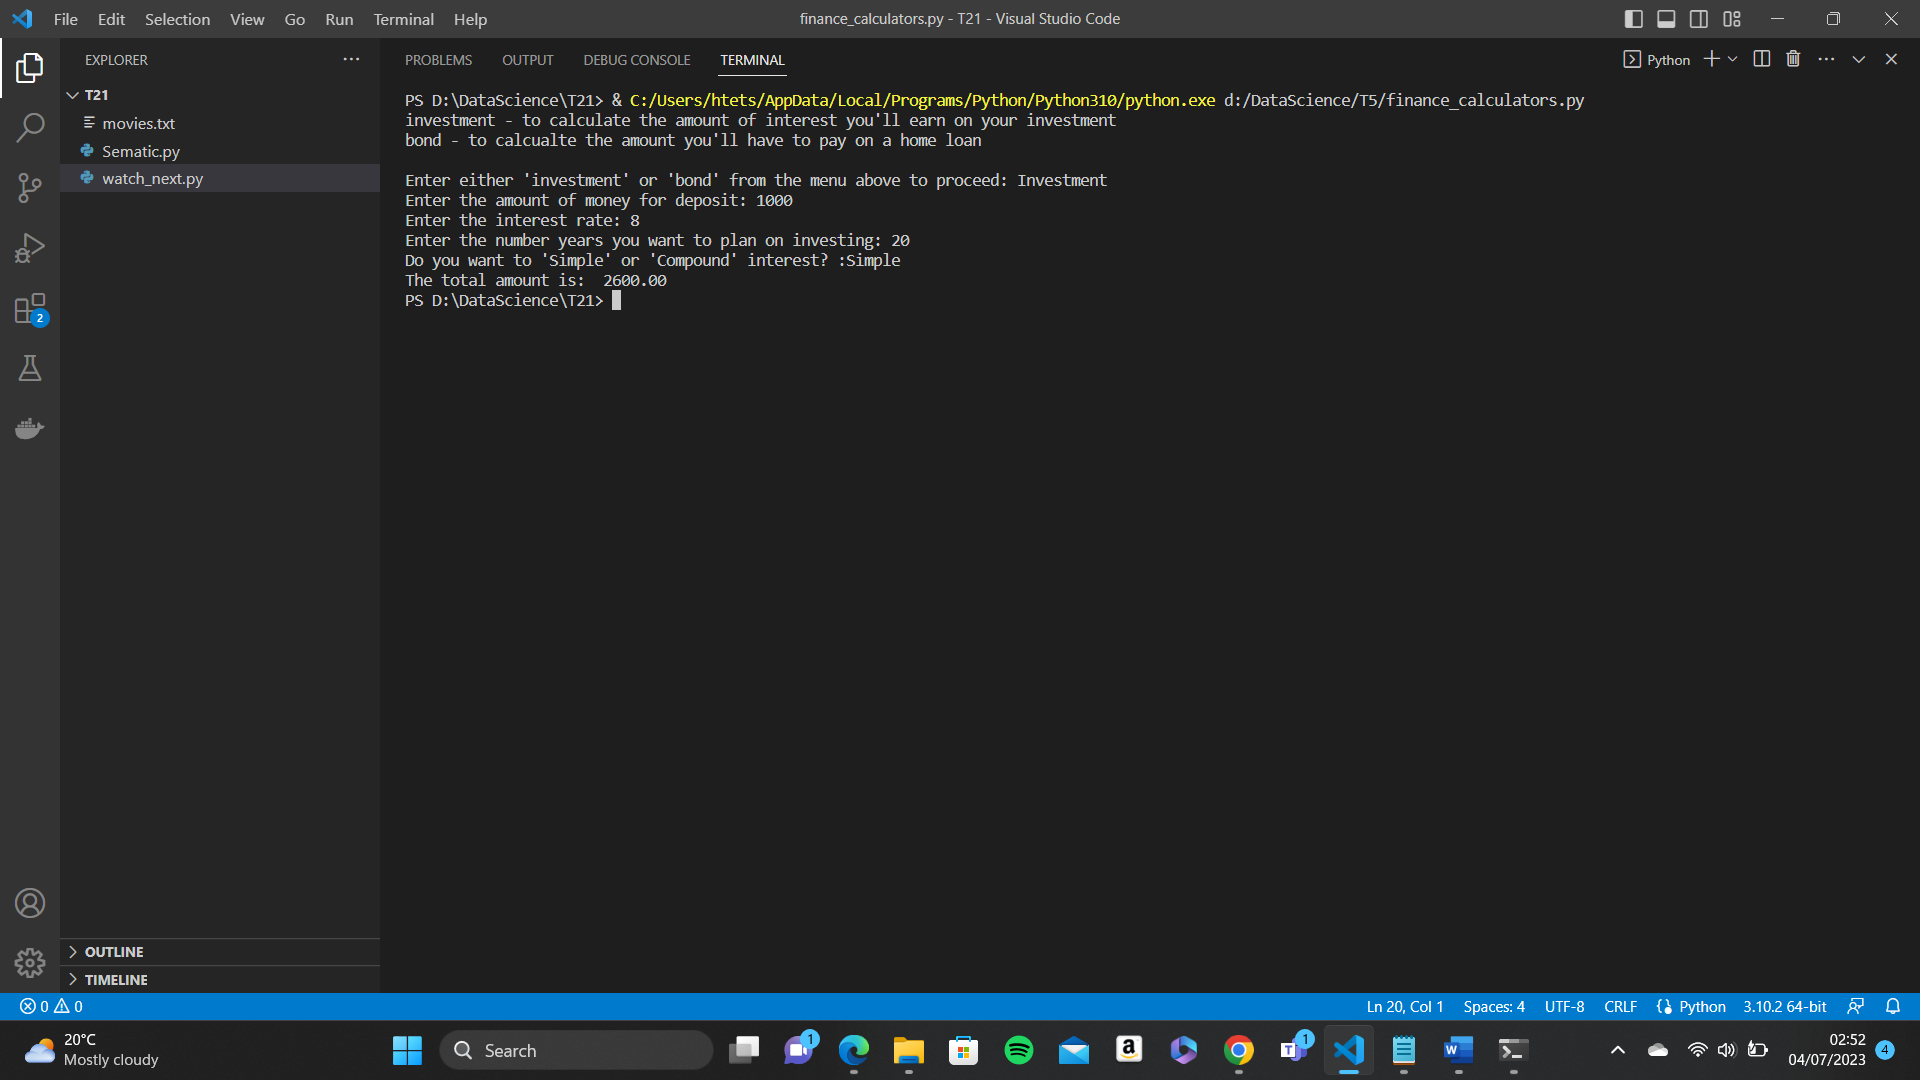 File Edit Selection View Go Run Terminal Help
finance_calculators.py - T21 - Visual Studio Code
EXPLORER
T21
movies.txt
Sematic.py
watch_next.py
OUTLINE
TIMELINE
2
PROBLEMS OUTPUT DEBUG CONSOLE TERMINAL
Python
PS D:\DataScience\T21> & C:/Users/htets/AppData/Local/Programs/Python/Python310/python.exe d:/DataScience/T5/finance_calculators.py
investment - to calculate the amount of interest you'll earn on your investment
bond - to calcualte the amount you'll have to pay on a home loan
Enter either 'investment' or 'bond' from the menu above to proceed: Investment
Enter the amount of money for deposit: 1000
Enter the interest rate: 8
Enter the number years you want to plan on investing: 20
Do you want to 'Simple' or 'Compound' interest? :Simple
The total amount is:  2600.00
PS D:\DataScience\T21>
0 0
Ln 20, Col 1 Spaces: 4 UTF-8 CRLF Python 3.10.2 64-bit
20°C
Mostly cloudy
Search
1
a
T
1
W
02:52
04/07/2023
4